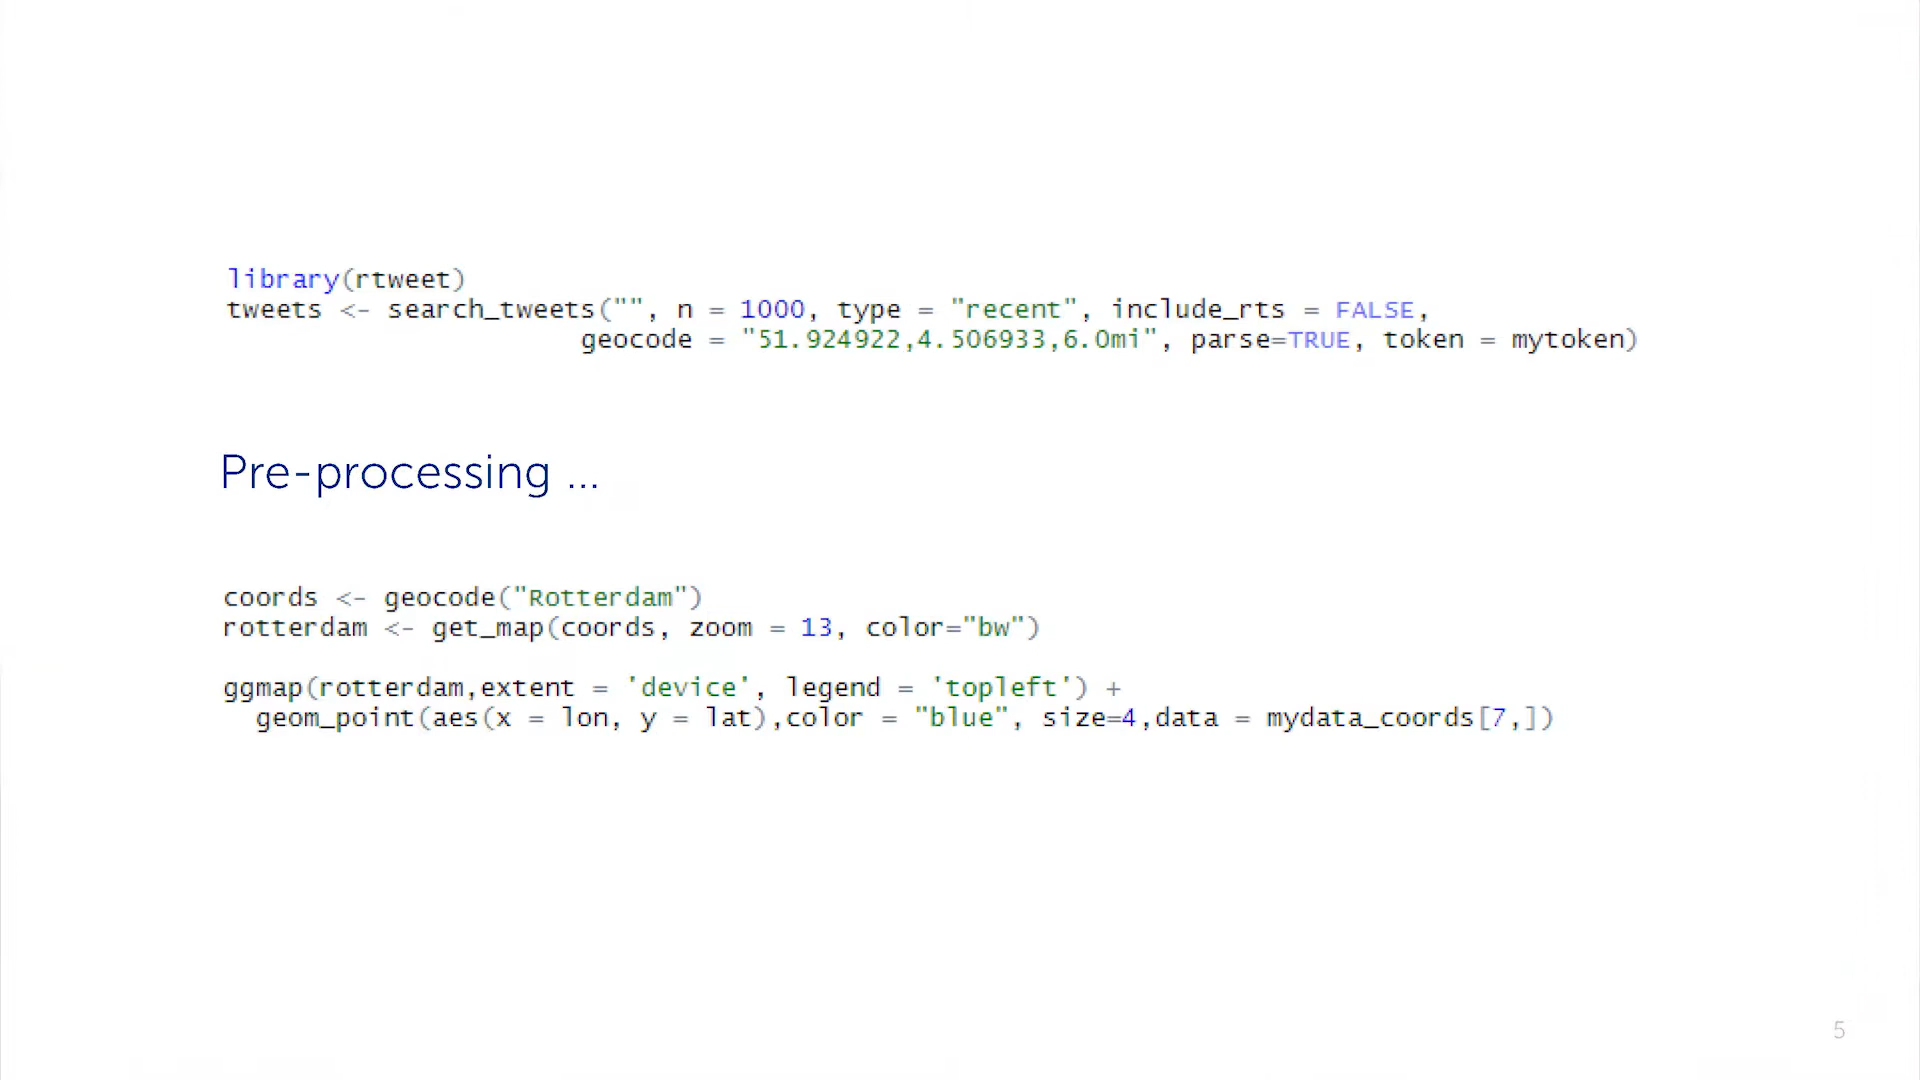 library(rtweet)
tweets <- search_tweets("", n = 1000, type = "recent", include_rts = FALSE,
geocode = "51.924922,4.506933,6.0mi", parse=TRUE, token = mytoken)
Pre-processing ...
coords <- geocode("Rotterdam")
rotterdam <- get_map(coords, zoom = 13, color="bw")
ggmap(rotterdam,extent = 'device', legend = 'topleft') +
geom_point(aes(x = lon, y = lat),color = "blue", size=4,data = mydata_coords[7,])
5